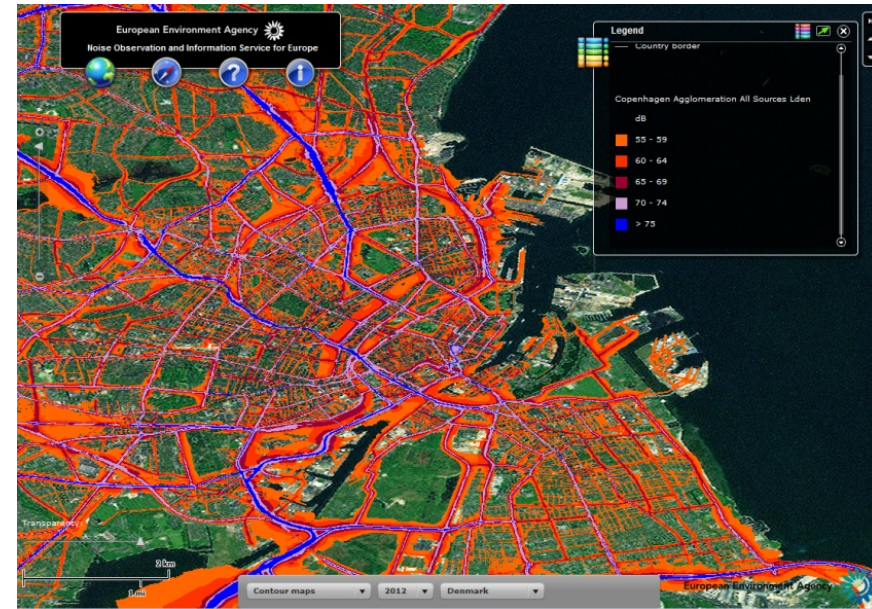 European Environment Agency
Noise Observation and Information Service for Europe
Legend
Country border
Copenhagen Agglomeration All Sources Lden
dB
55 - 59
60 - 64
65 - 69
70 - 74
> 75
Transparency:
2 km
1 mi
Contour maps
2012
Denmark
European Environment Agency